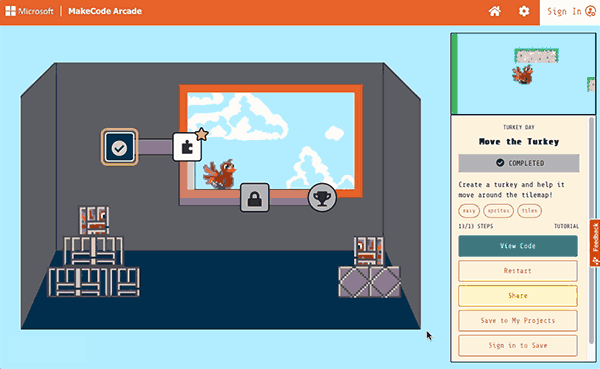 Microsoft
MakeCode Arcade
Sign In
TURKEY DAY
Move the Turkey
COMPLETED
Create a turkey and help it
move around the tilemap!
easy
sprites
tiles
13/13 STEPS
TUTORIAL
View Code
Restart
Share
Save to My Projects
Sign in to Save
Feedback